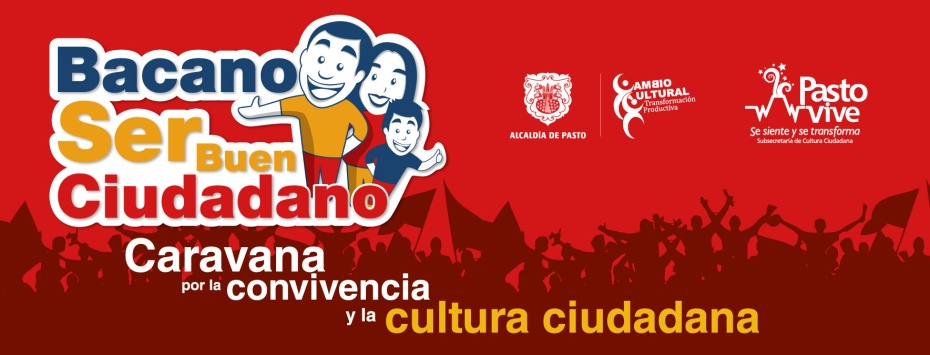 Bacano
Ser Buen
Ciudadano
ALCALDÍA DE PASTO
CAMBIO
CULTURAL
Transformación
Productiva
Pasto
vive
Se siente y se transforma
Subsecretaría de Cultura Ciudadana
Caravana
por la convivencia
y la cultura ciudadana